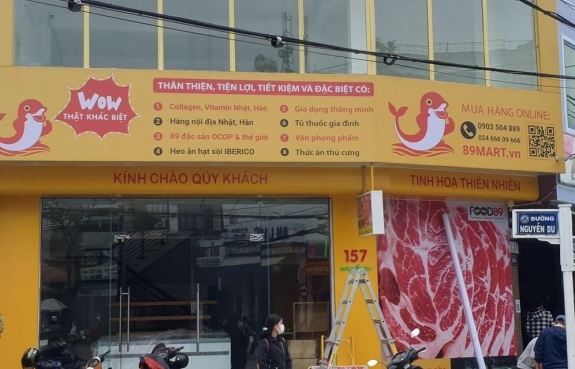 THÂN THIỆN, TIỆN LỢI, TIẾT KIỆM VÀ ĐẶC BIỆT CÓ:
WOW
THẬT KHÁC BIỆT
1 Collagen, Vitamin Nhật, Hàn
2 Hàng nội địa Nhật, Hàn
3 89 đặc sản OCOP & thế giới
4 Heo ăn hạt sồi IBERICO
5 Gia dụng thông minh
6 Tủ thuốc gia đình
7 Văn phòng phẩm
8 Thức ăn thú cưng
MUA HÀNG ONLINE:
0903 504 889
024 666 09 666
89MART.vn
KÍNH CHÀO QÚY KHÁCH
TINH HOA THIÊN NHIÊN
FOOD89
ĐƯỜNG
NGUYỄN DU
157